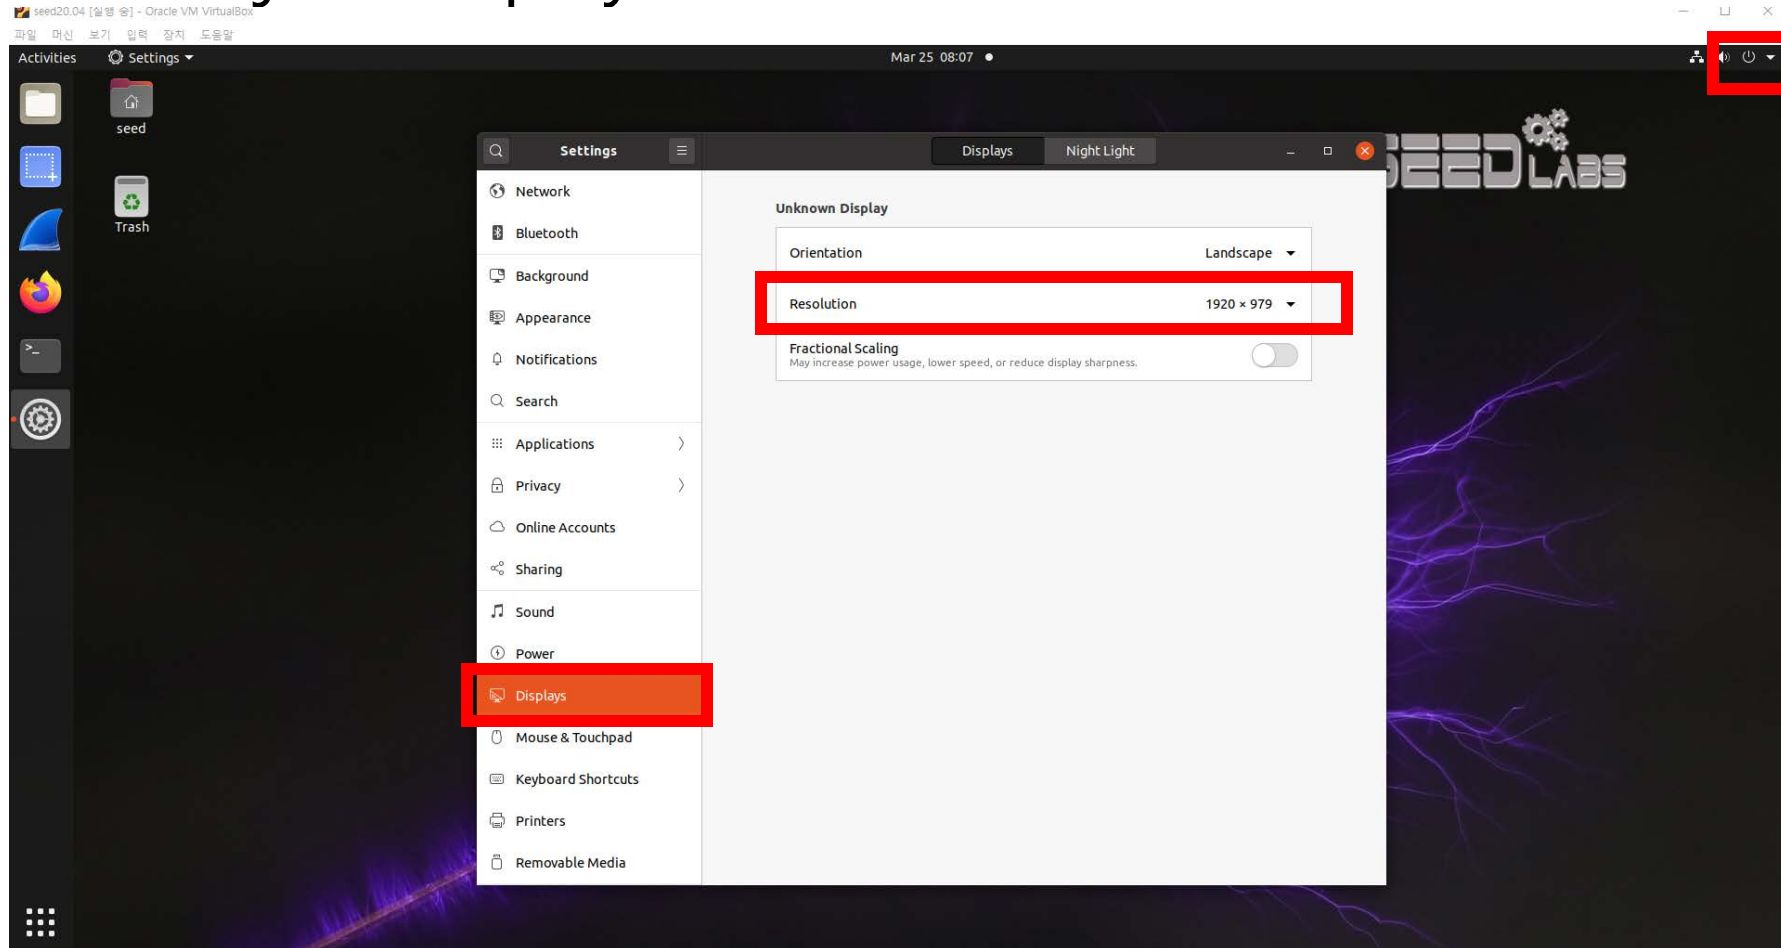 seed20.04 [실행 중] - Oracle VM VirtualBox
파일 머신 보기 입력 장치 도움말
Activities Settings Mar 25 08:07
seed
Trash
SEED LABS
Settings Displays Night Light
Network
Bluetooth
Background
Appearance
Notifications
Search
Applications
Privacy
Online Accounts
Sharing
Sound
Power
Displays
Mouse & Touchpad
Keyboard Shortcuts
Printers
Removable Media
Unknown Display
Orientation Landscape
Resolution 1920 × 979
Fractional Scaling
May increase power usage, lower speed, or reduce display sharpness.